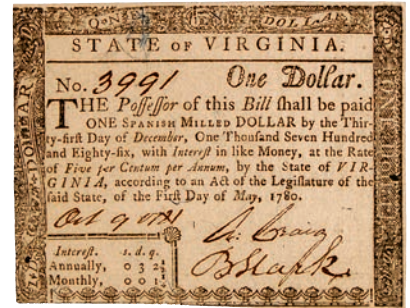 ONE DOLLAR
STATE OF VIRGINIA.
No. 3991 One Dollar.
THE Poſſeſſor of this Bill ſhall be paid
ONE SPANISH MILLED DOLLAR by the Thir-
ty-firſt Day of December, One Thouſand Seven Hundred
and Eighty-ſix, with Intereſt in like Money, at the Rate
of Five per Centum per Annum, by the State of VIR-
GINIA, according to an Act of the Legiſlature of the
ſaid State, of the Firſt Day of May, 1780.
Intereſt. s. d. q.
Annually, 0 3 2½
Monthly, 0 0 1
Craig
DOLLAR